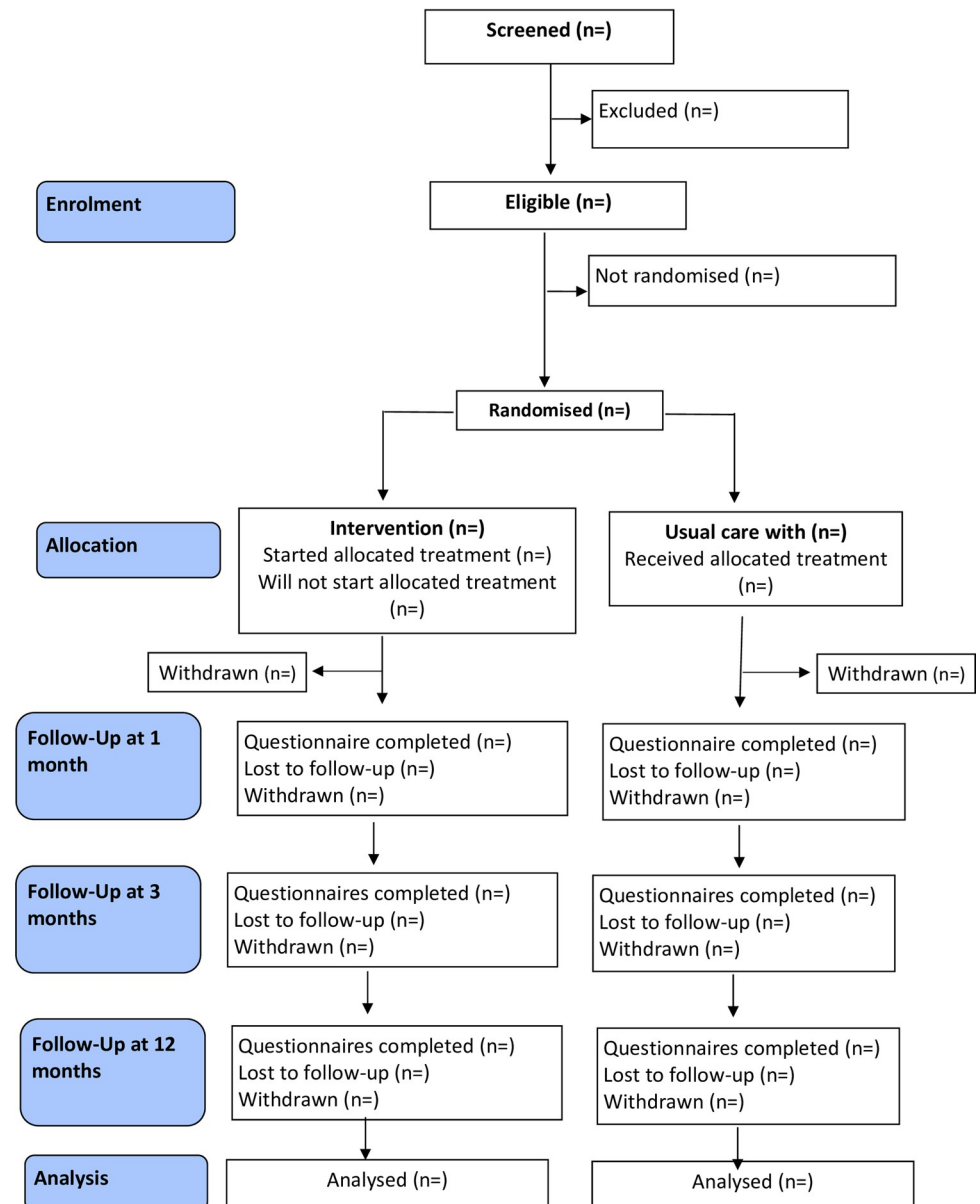 Screened (n=)
Excluded (n=)
Enrolment
Eligible (n=)
Not randomised (n=)
Randomised (n=)
Allocation
Intervention (n=)
Started allocated treatment (n=)
Will not start allocated treatment
(n=)
Usual care with (n=)
Received allocated treatment
(n=)
Withdrawn (n=)
Withdrawn (n=)
Follow-Up at 1
month
Questionnaire completed (n=)
Lost to follow-up (n=)
Withdrawn (n=)
Questionnaire completed (n=)
Lost to follow-up (n=)
Withdrawn (n=)
Follow-Up at 3
months
Questionnaires completed (n=)
Lost to follow-up (n=)
Withdrawn (n=)
Questionnaires completed (n=)
Lost to follow-up (n=)
Withdrawn (n=)
Follow-Up at 12
months
Questionnaires completed (n=)
Lost to follow-up (n=)
Withdrawn (n=)
Questionnaires completed (n=)
Lost to follow-up (n=)
Withdrawn (n=)
Analysis
Analysed (n=)
Analysed (n=)